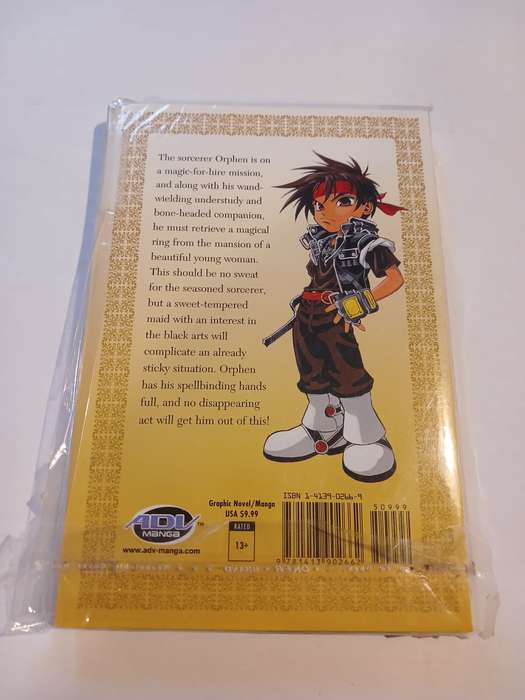 The sorcerer Orphen is on
a magic-for-hire mission,
and along with his wand-
wielding understudy and
bone-headed companion,
he must retrieve a magical
ring from the mansion of a
beautiful young woman.
This should be no sweat
for the seasoned sorcerer,
but a sweet-tempered
maid with an interest in
the black arts will
complicate an already
sticky situation. Orphen
has his spellbinding hands
full, and no disappearing
act will get him out of this!
ADV™
MANGA
www.adv-manga.com
Graphic Novel/Manga
USA $9.99
RATED
13+
ISBN 1-4139-0266-9
50999
9 781413 902662